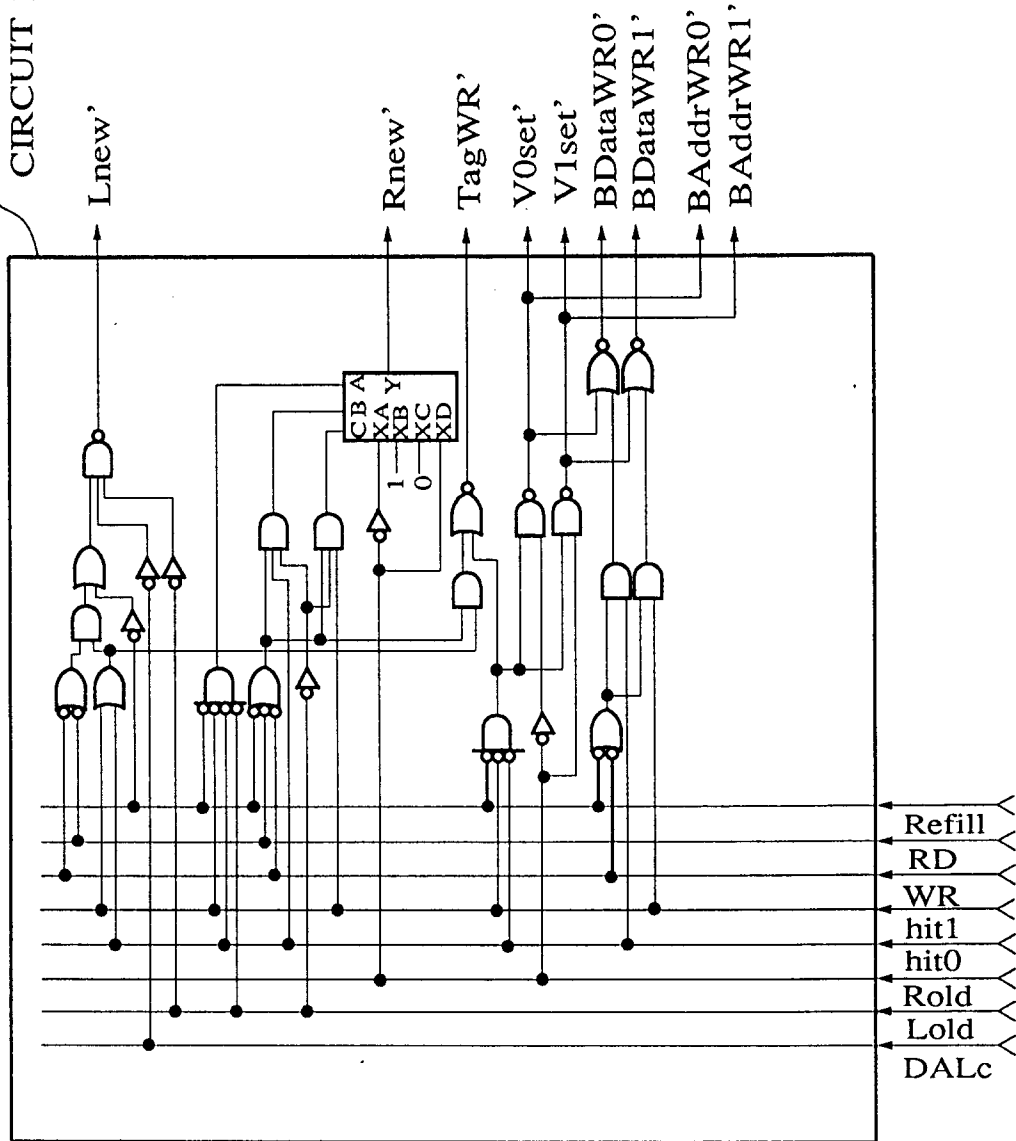 CIRCUIT
Lnew'
Rnew'
TagWR'
V0set'
V1set'
BDataWR0'
BDataWR1'
BAddrWR0'
BAddrWR1'
A
B
C
Y
XA
XB
XC
XD
1
0
Refill
RD
WR
hit1
hit0
Rold
Lold
DALc